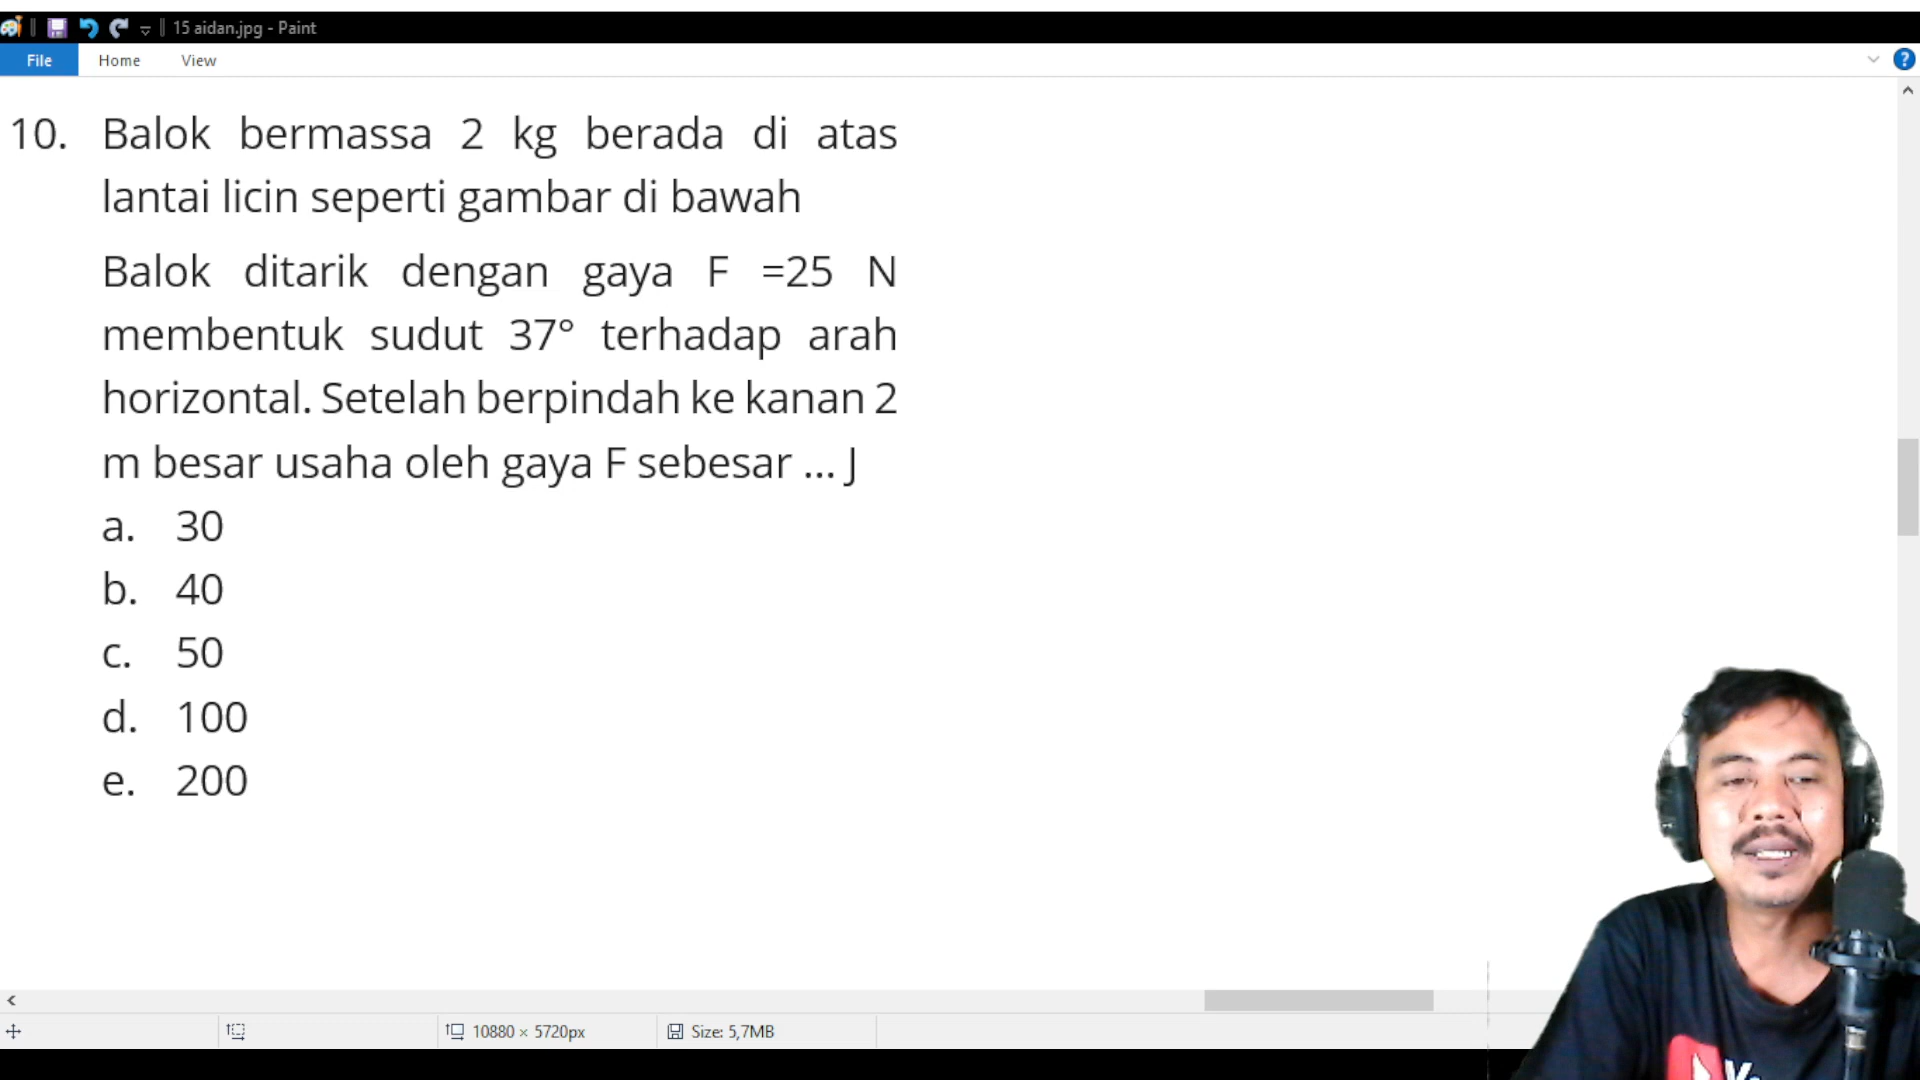 15 aidan.jpg - Paint
File Home View
10. Balok bermassa 2 kg berada di atas
lantai licin seperti gambar di bawah
Balok ditarik dengan gaya F =25 N
membentuk sudut 37° terhadap arah
horizontal. Setelah berpindah ke kanan 2
m besar usaha oleh gaya F sebesar ... J
a. 30
b. 40
c. 50
d. 100
e. 200
10880 × 5720px
Size: 5,7MB